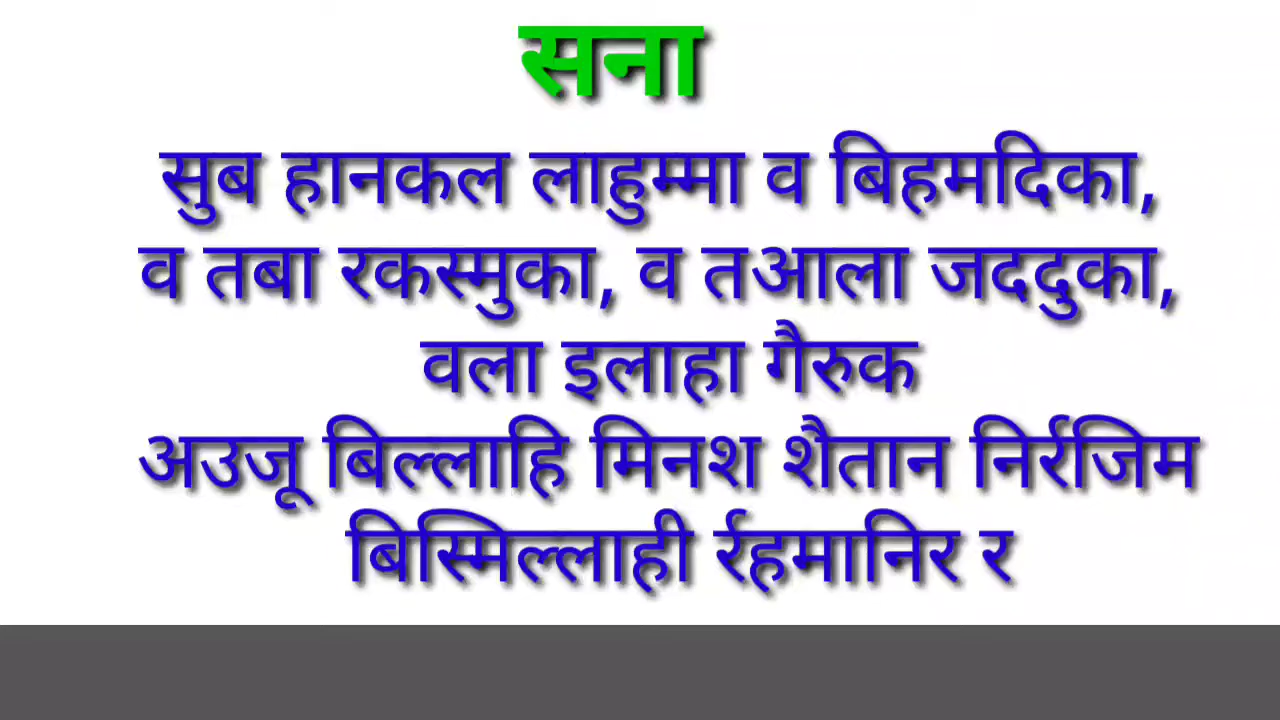 सना
सुब हानकल लाहुम्मा व बिहमदिका,
व तबा रकस्मुका, व तआला जददुका,
वला इलाहा गैरुक
अउजू बिल्लाहि मिनश शैतान निर्रजिम
बिस्मिल्लाही र्रहमानिर र